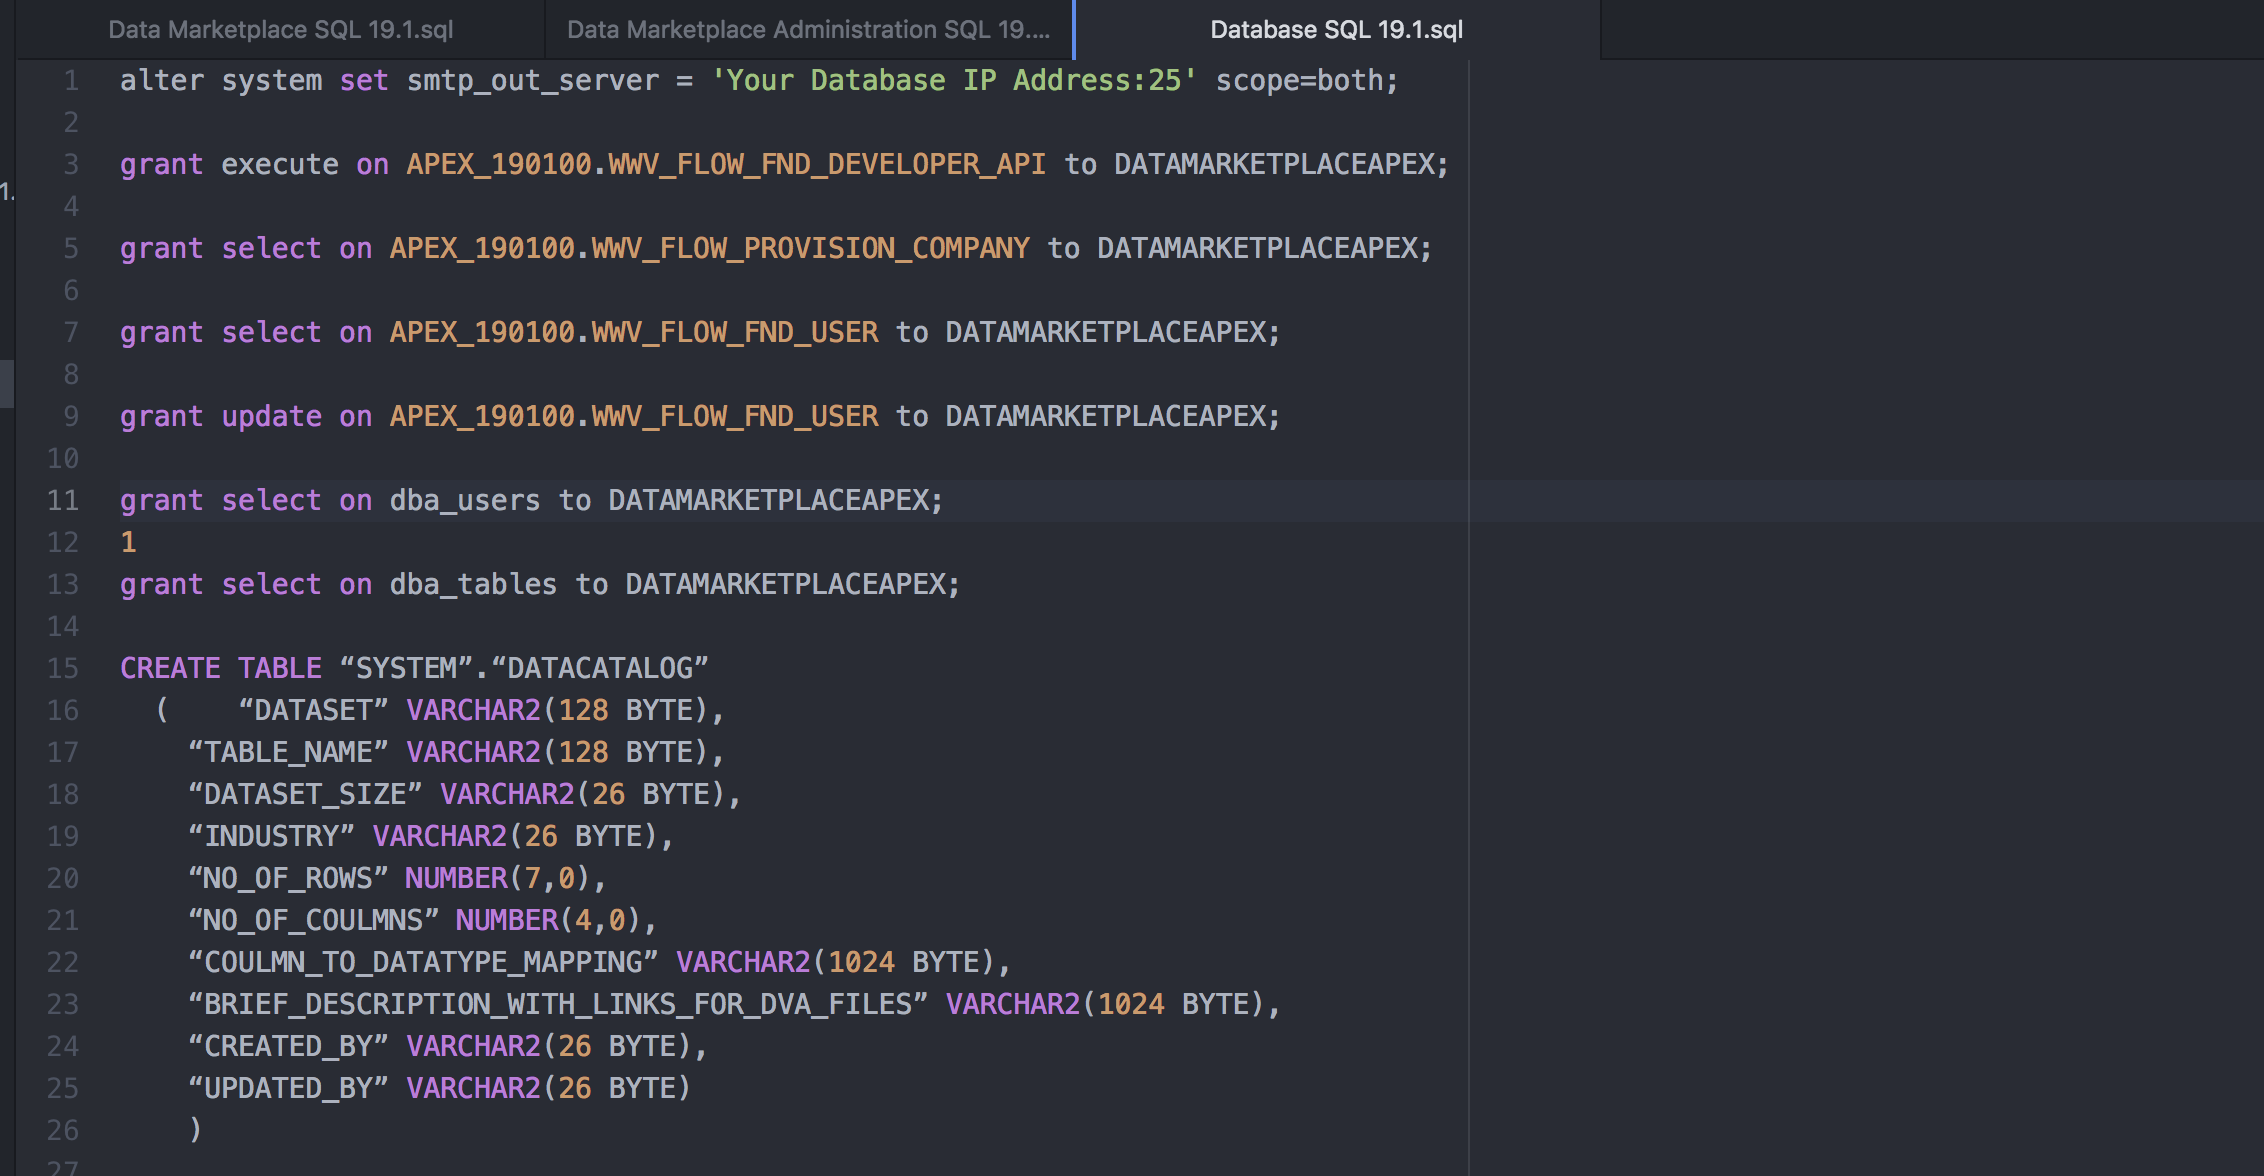 Data Marketplace SQL 19.1.sql
Data Marketplace Administration SQL 19....
Database SQL 19.1.sql
1.
1 alter system set smtp_out_server = 'Your Database IP Address:25' scope=both;
2
3 grant execute on APEX_190100.WWV_FLOW_FND_DEVELOPER_API to DATAMARKETPLACEAPEX;
4
5 grant select on APEX_190100.WWV_FLOW_PROVISION_COMPANY to DATAMARKETPLACEAPEX;
6
7 grant select on APEX_190100.WWV_FLOW_FND_USER to DATAMARKETPLACEAPEX;
8
9 grant update on APEX_190100.WWV_FLOW_FND_USER to DATAMARKETPLACEAPEX;
10
11 grant select on dba_users to DATAMARKETPLACEAPEX;
12 1
13 grant select on dba_tables to DATAMARKETPLACEAPEX;
14
15 CREATE TABLE “SYSTEM”.“DATACATALOG”
16 ( “DATASET” VARCHAR2(128 BYTE),
17 “TABLE_NAME” VARCHAR2(128 BYTE),
18 “DATASET_SIZE” VARCHAR2(26 BYTE),
19 “INDUSTRY” VARCHAR2(26 BYTE),
20 “NO_OF_ROWS” NUMBER(7,0),
21 “NO_OF_COULMNS” NUMBER(4,0),
22 “COULMN_TO_DATATYPE_MAPPING” VARCHAR2(1024 BYTE),
23 “BRIEF_DESCRIPTION_WITH_LINKS_FOR_DVA_FILES” VARCHAR2(1024 BYTE),
24 “CREATED_BY” VARCHAR2(26 BYTE),
25 “UPDATED_BY” VARCHAR2(26 BYTE)
26 )
27